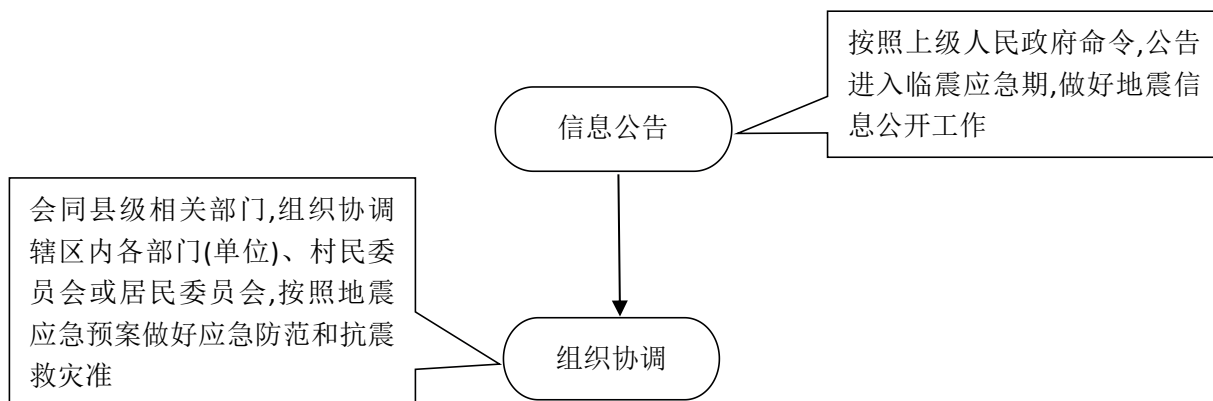 按照上级人民政府命令,公告
进入临震应急期,做好地震信
息公开工作
信息公告
会同县级相关部门,组织协调
辖区内各部门(单位)、村民委
员会或居民委员会,按照地震
应急预案做好应急防范和抗震
救灾准
组织协调